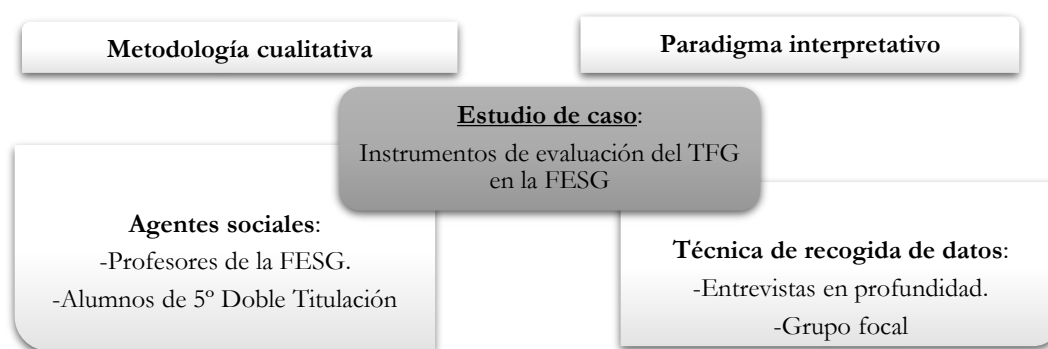 Metodología cualitativa
Paradigma interpretativo
Estudio de caso:
Instrumentos de evaluación del TFG
en la FESG
Agentes sociales:
-Profesores de la FESG.
-Alumnos de 5º Doble Titulación
Técnica de recogida de datos:
-Entrevistas en profundidad.
-Grupo focal